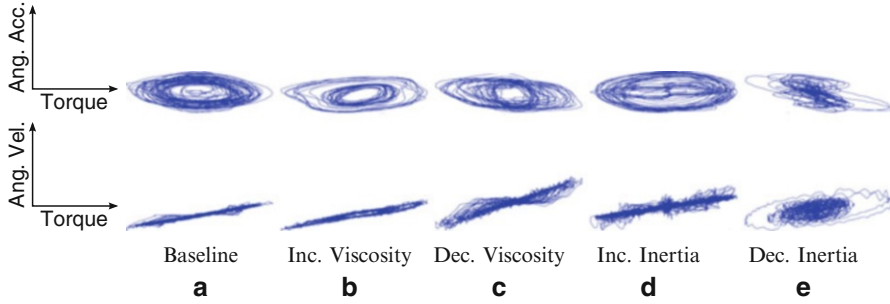 Ang. Acc.
Torque
Ang. Vel.
Torque
Baseline Inc. Viscosity Dec. Viscosity Inc. Inertia Dec. Inertia
a b c d e